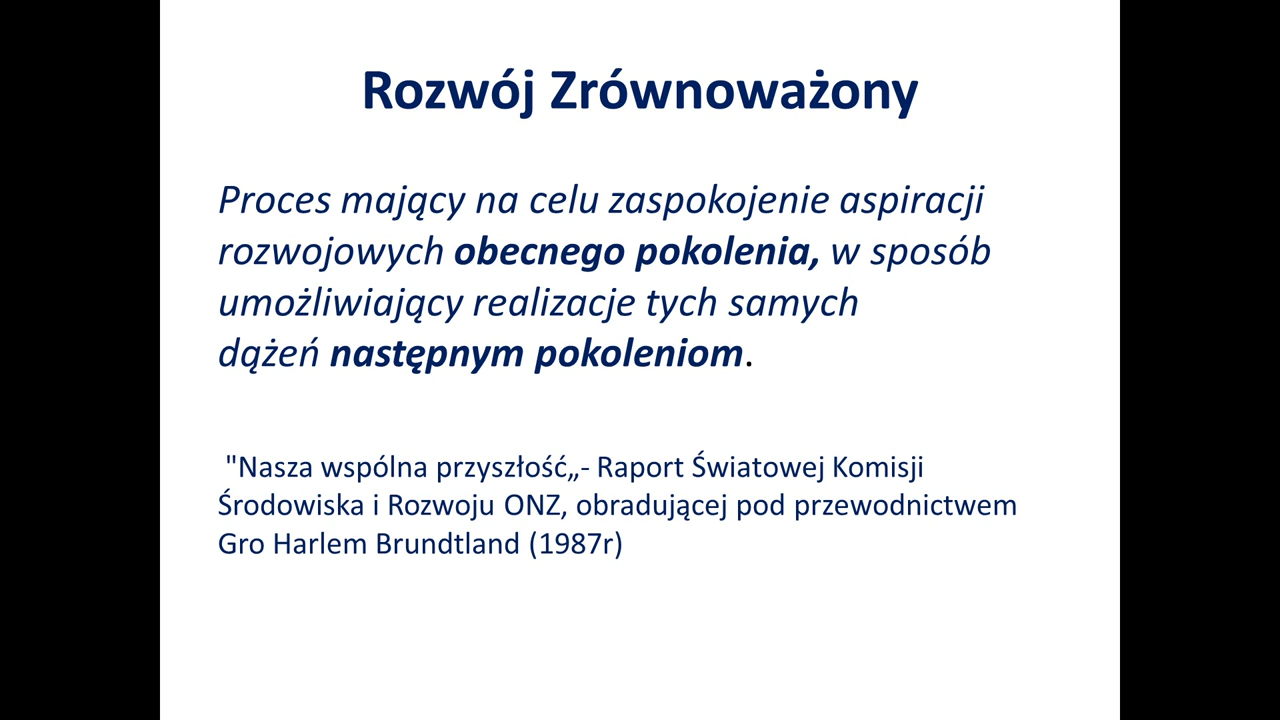 Rozwój Zrównoważony
Proces mający na celu zaspokojenie aspiracji
rozwojowych obecnego pokolenia, w sposób
umożliwiający realizacje tych samych
dążeń następnym pokoleniom.
"Nasza wspólna przyszłość„- Raport Światowej Komisji
Środowiska i Rozwoju ONZ, obradującej pod przewodnictwem
Gro Harlem Brundtland (1987r)